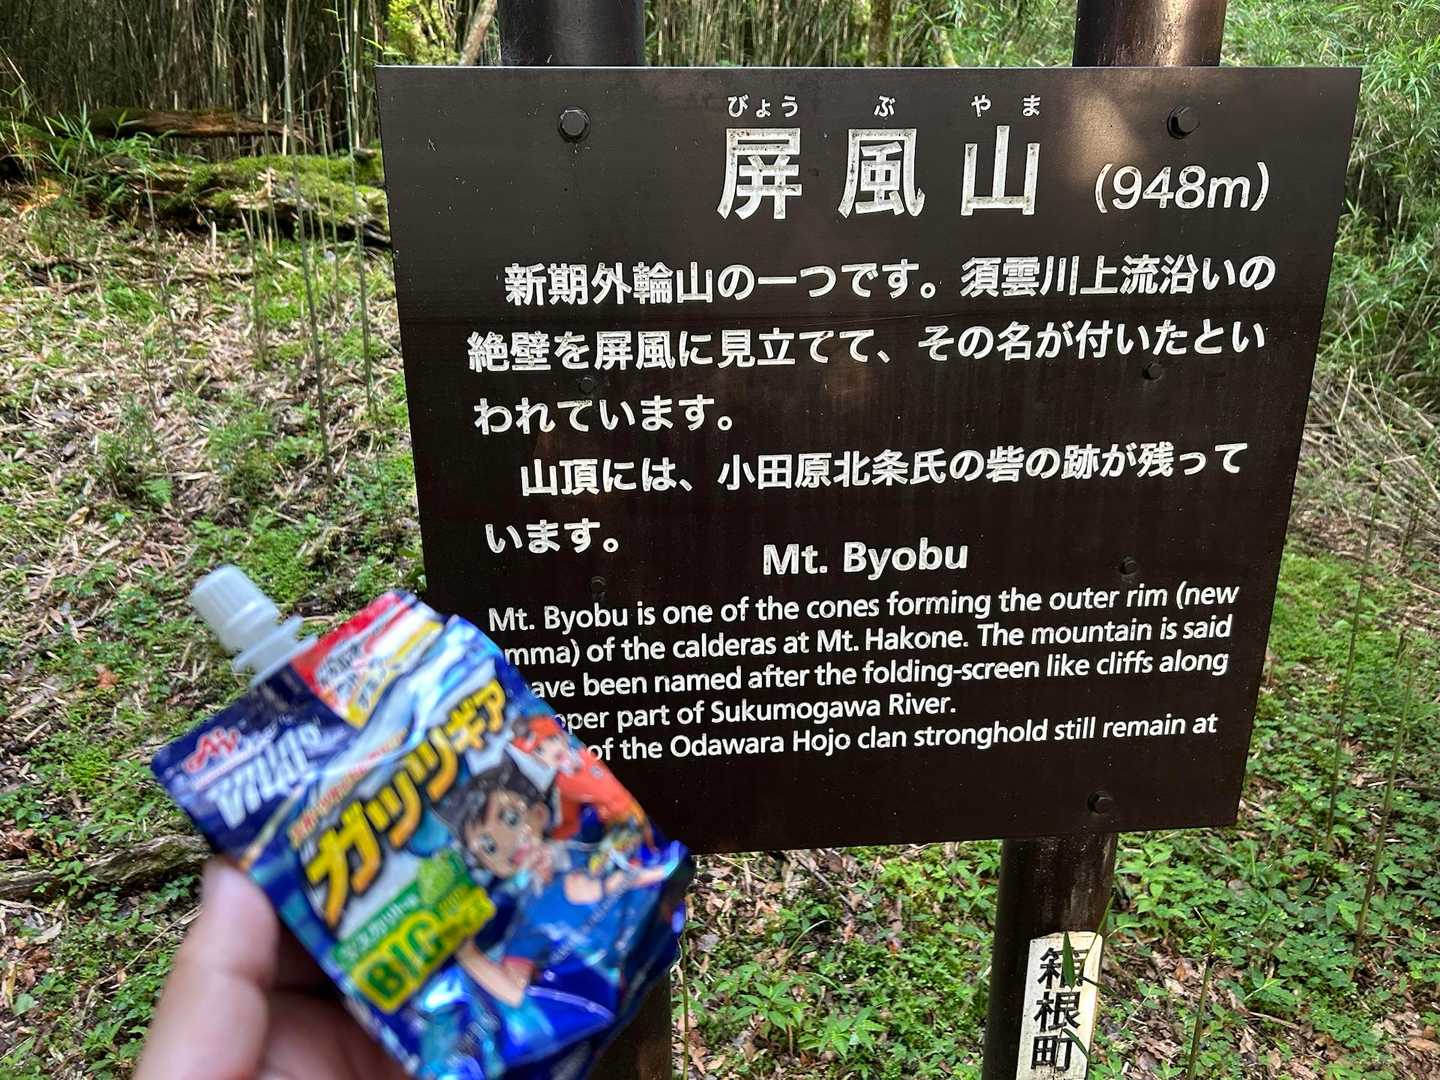 びょう ぶ やま
屏風山 (948m)
新期外輪山の一つです。須雲川上流沿いの
絶壁を屏風に見立てて、その名が付いたとい
われています。
山頂には、小田原北条氏の砦の跡が残って
います。
Mt. Byobu
Mt. Byobu is one of the cones forming the outer rim (new
mma) of the calderas at Mt. Hakone. The mountain is said
ave been named after the folding-screen like cliffs along
pper part of Sukumogawa River.
of the Odawara Hojo clan stronghold still remain at
ガッツギア
BIG
箱根町